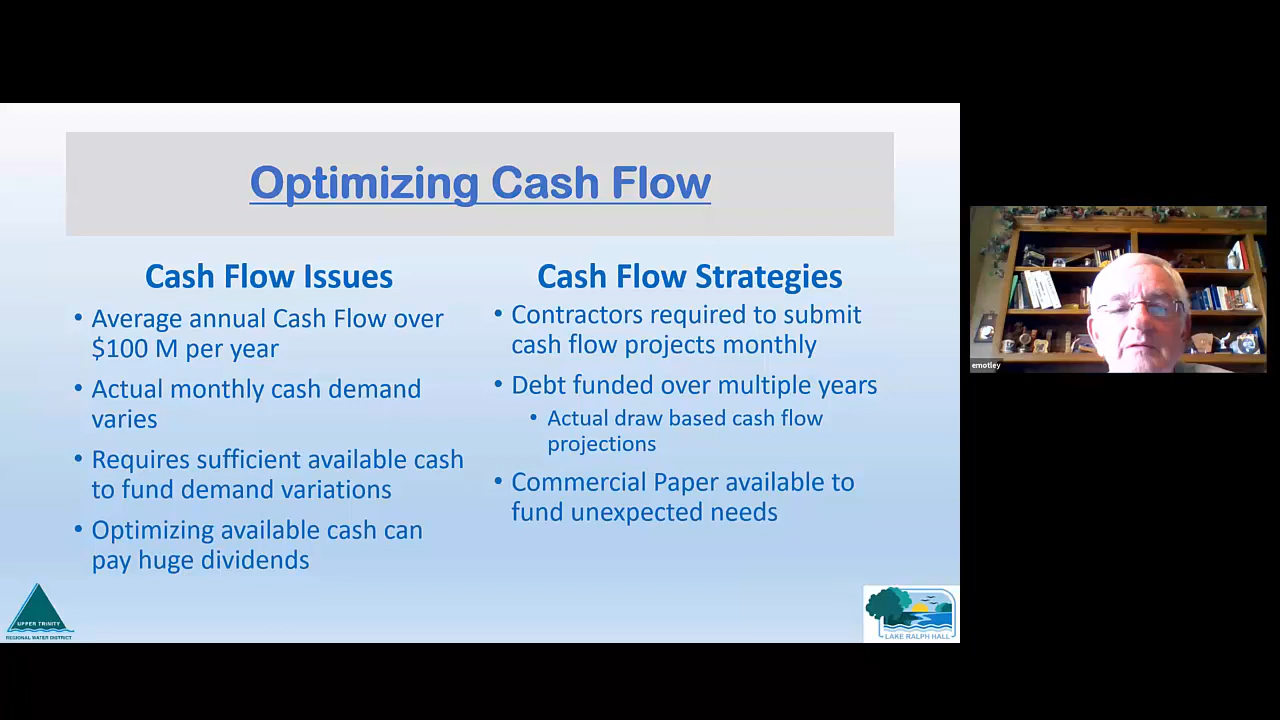 Optimizing Cash Flow
Cash Flow Issues
• Average annual Cash Flow over
$100 M per year
• Actual monthly cash demand
varies
• Requires sufficient available cash
to fund demand variations
• Optimizing available cash can
pay huge dividends
Cash Flow Strategies
• Contractors required to submit
cash flow projects monthly
• Debt funded over multiple years
• Actual draw based cash flow
projections
• Commercial Paper available to
fund unexpected needs
UPPER TRINITY
REGIONAL WATER DISTRICT
LAKE RALPH HALL
emotley